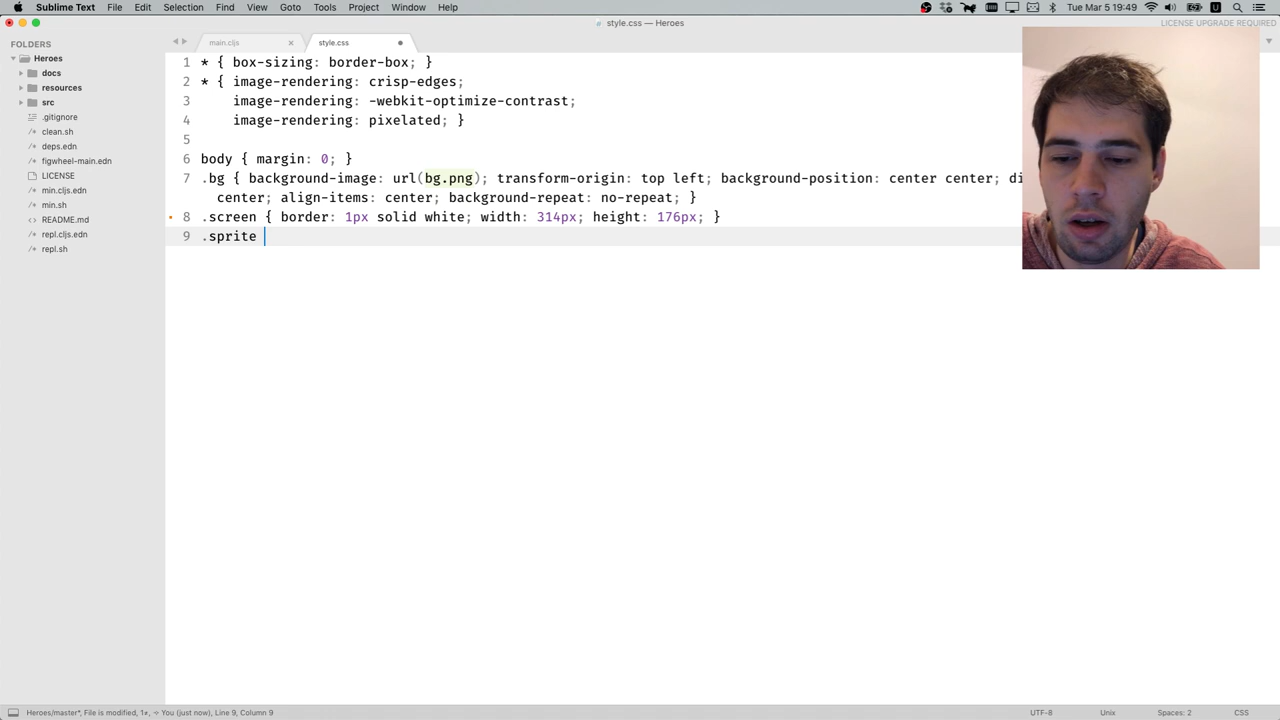 Sublime Text File Edit Selection Find View Goto Tools Project Window Help
Tue Mar 5 19:49
style.css — Heroes
LICENSE UPGRADE REQUIRED
FOLDERS
Heroes
docs
resources
src
.gitignore
clean.sh
deps.edn
figwheel-main.edn
LICENSE
min.cljs.edn
min.sh
README.md
repl.cljs.edn
repl.sh
main.cljs
style.css
1 * { box-sizing: border-box; }
2 * { image-rendering: crisp-edges;
3 image-rendering: -webkit-optimize-contrast;
4 image-rendering: pixelated; }
5
6 body { margin: 0; }
7 .bg { background-image: url(bg.png); transform-origin: top left; background-position: center center; di
center; align-items: center; background-repeat: no-repeat; }
8 .screen { border: 1px solid white; width: 314px; height: 176px; }
9 .sprite
Heroes/master*, File is modified, 1≠, ÷ You (just now), Line 9, Column 9
UTF-8 Unix Spaces: 2 CSS